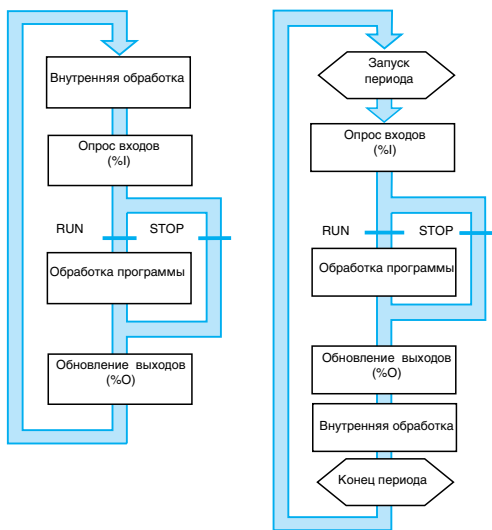 Внутренняя обработка
Опрос входов
(%I)
RUN
STOP
Обработка программы
Обновление выходов
(%O)
Запуск
периода
Опрос входов
(%I)
RUN
STOP
Обработка программы
Обновление выходов
(%O)
Внутренняя обработка
Конец периода